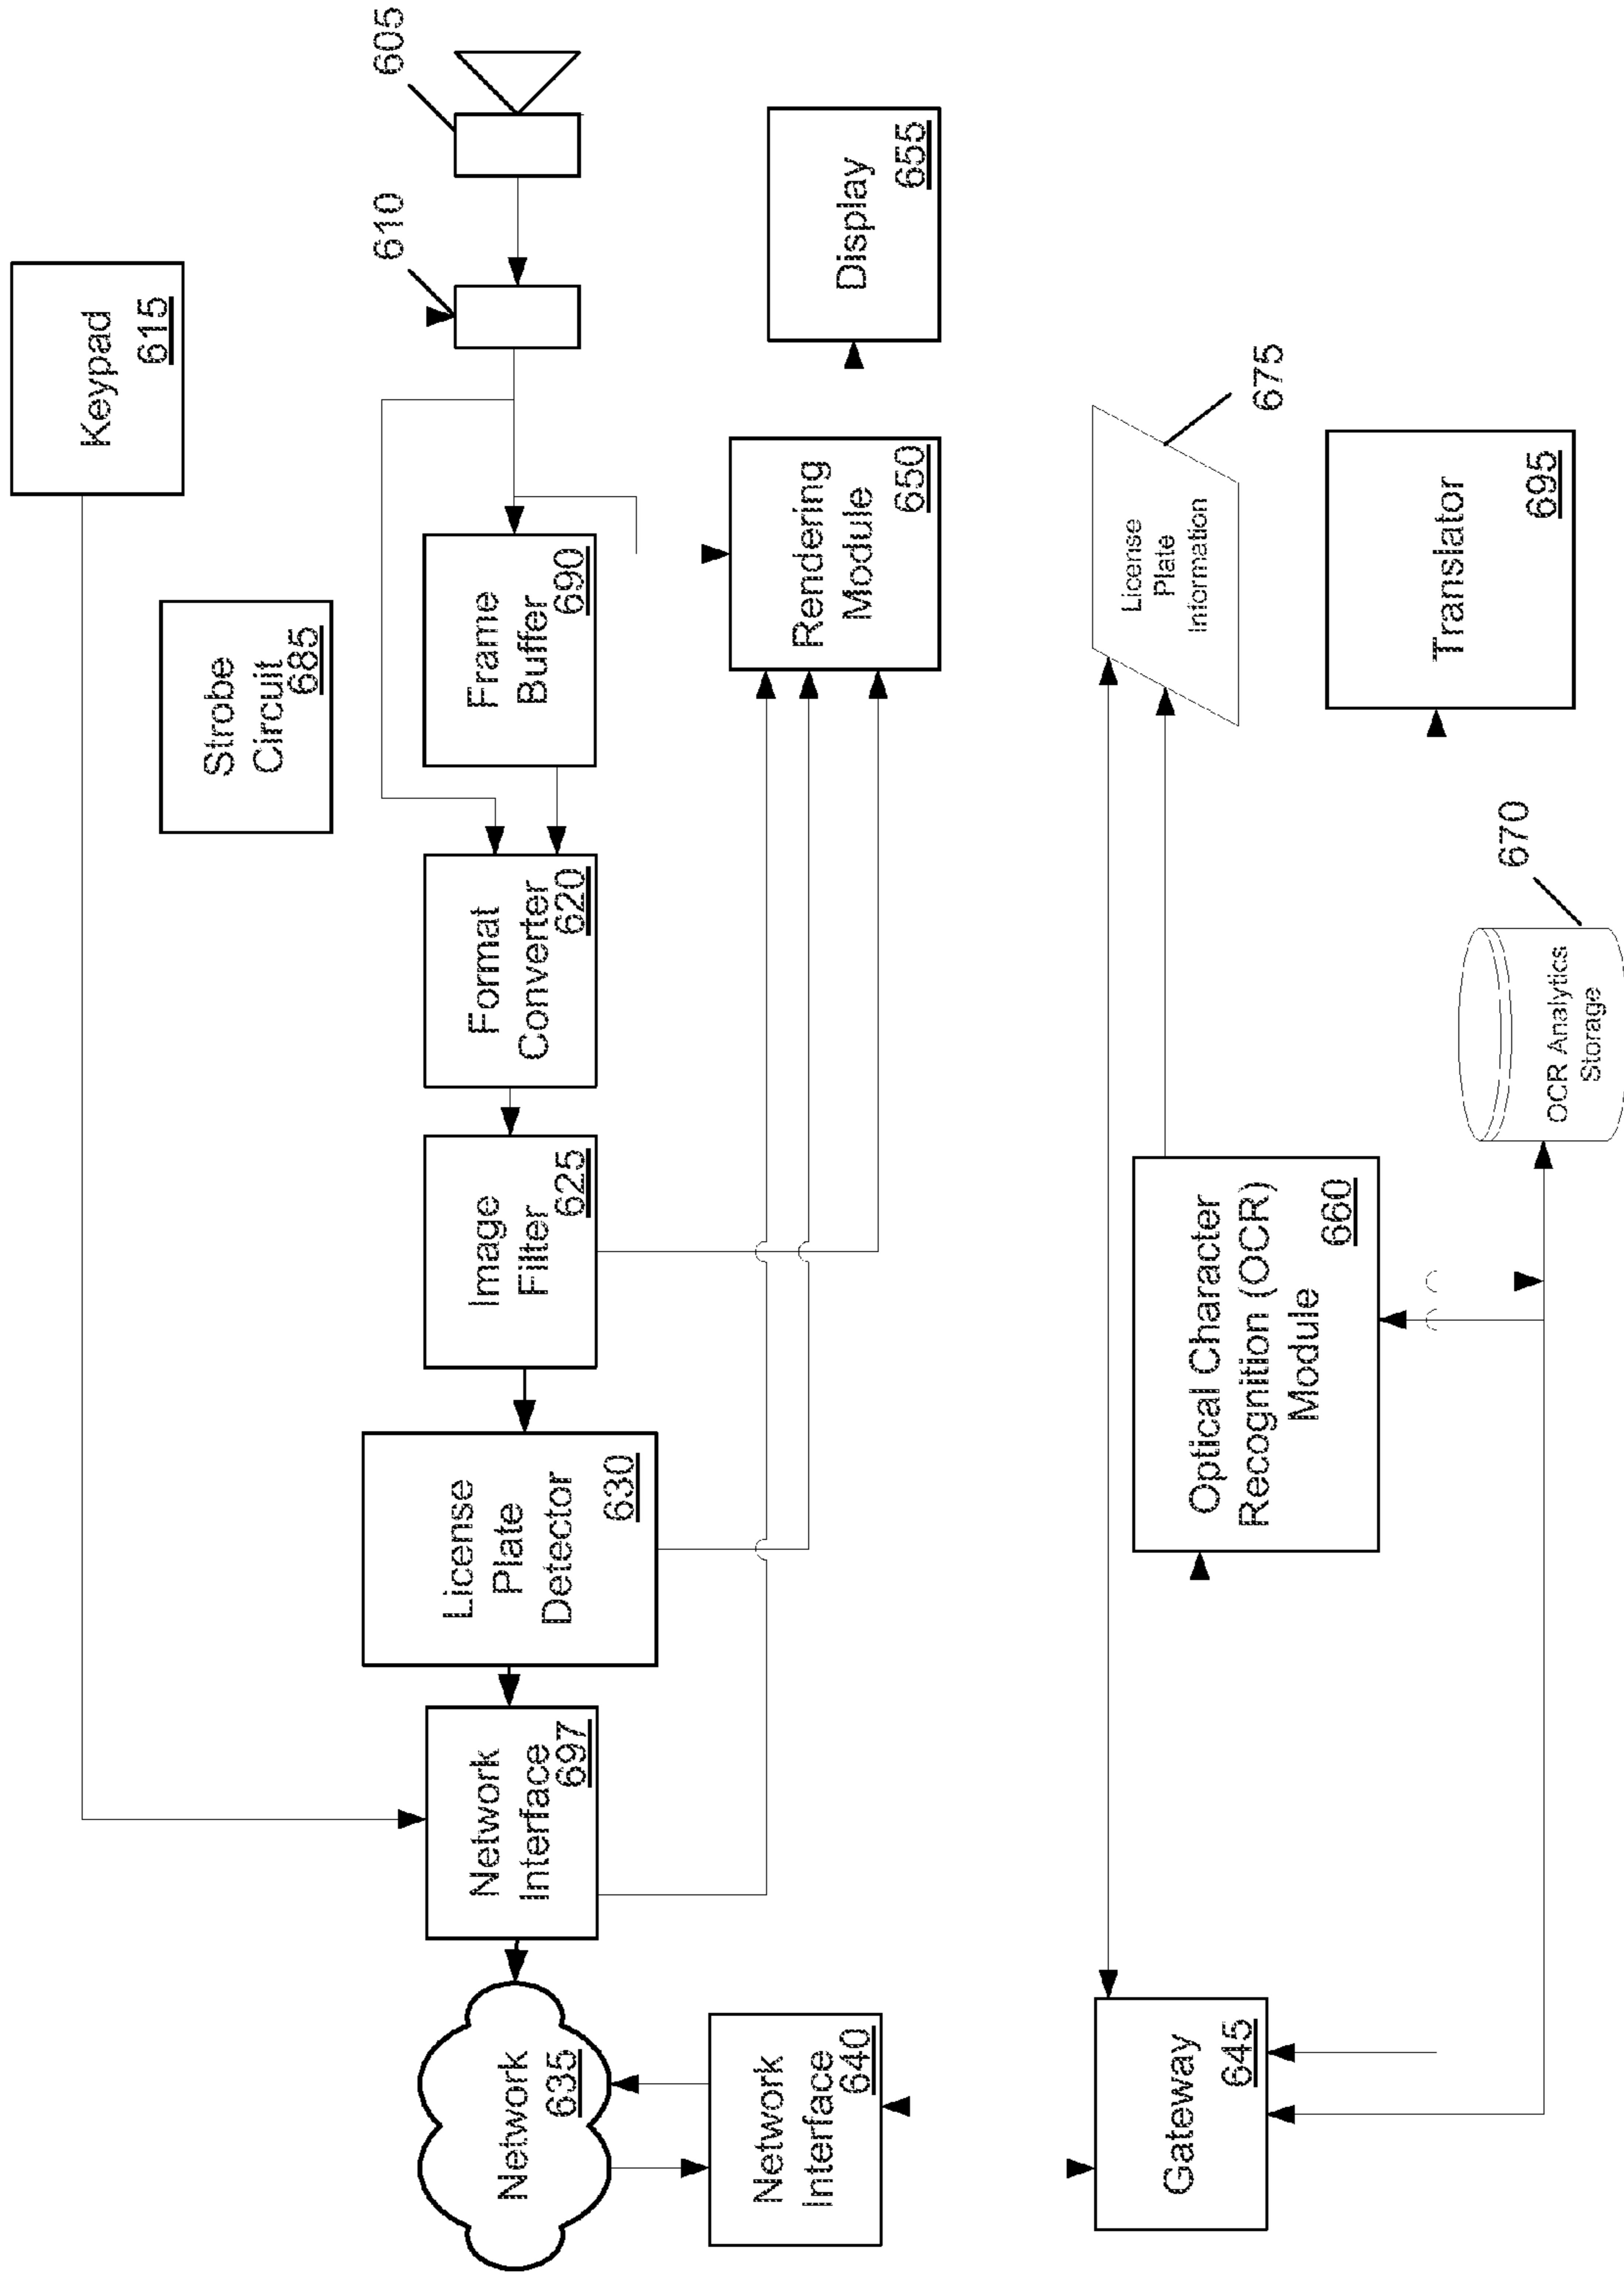 Keypad
615
Strobe
Circuit
685
605
610
Frame
Buffer
690
Format
Converter
620
Image
Filter
625
License
Plate
Detector
630
Network
Interface
697
Network
635
Network
Interface
640
Rendering
Module
650
Display
655
Gateway
645
Optical Character
Recognition (OCR)
Module
660
License
Plate
Information
675
Translator
695
OCR Analytics
Storage
670